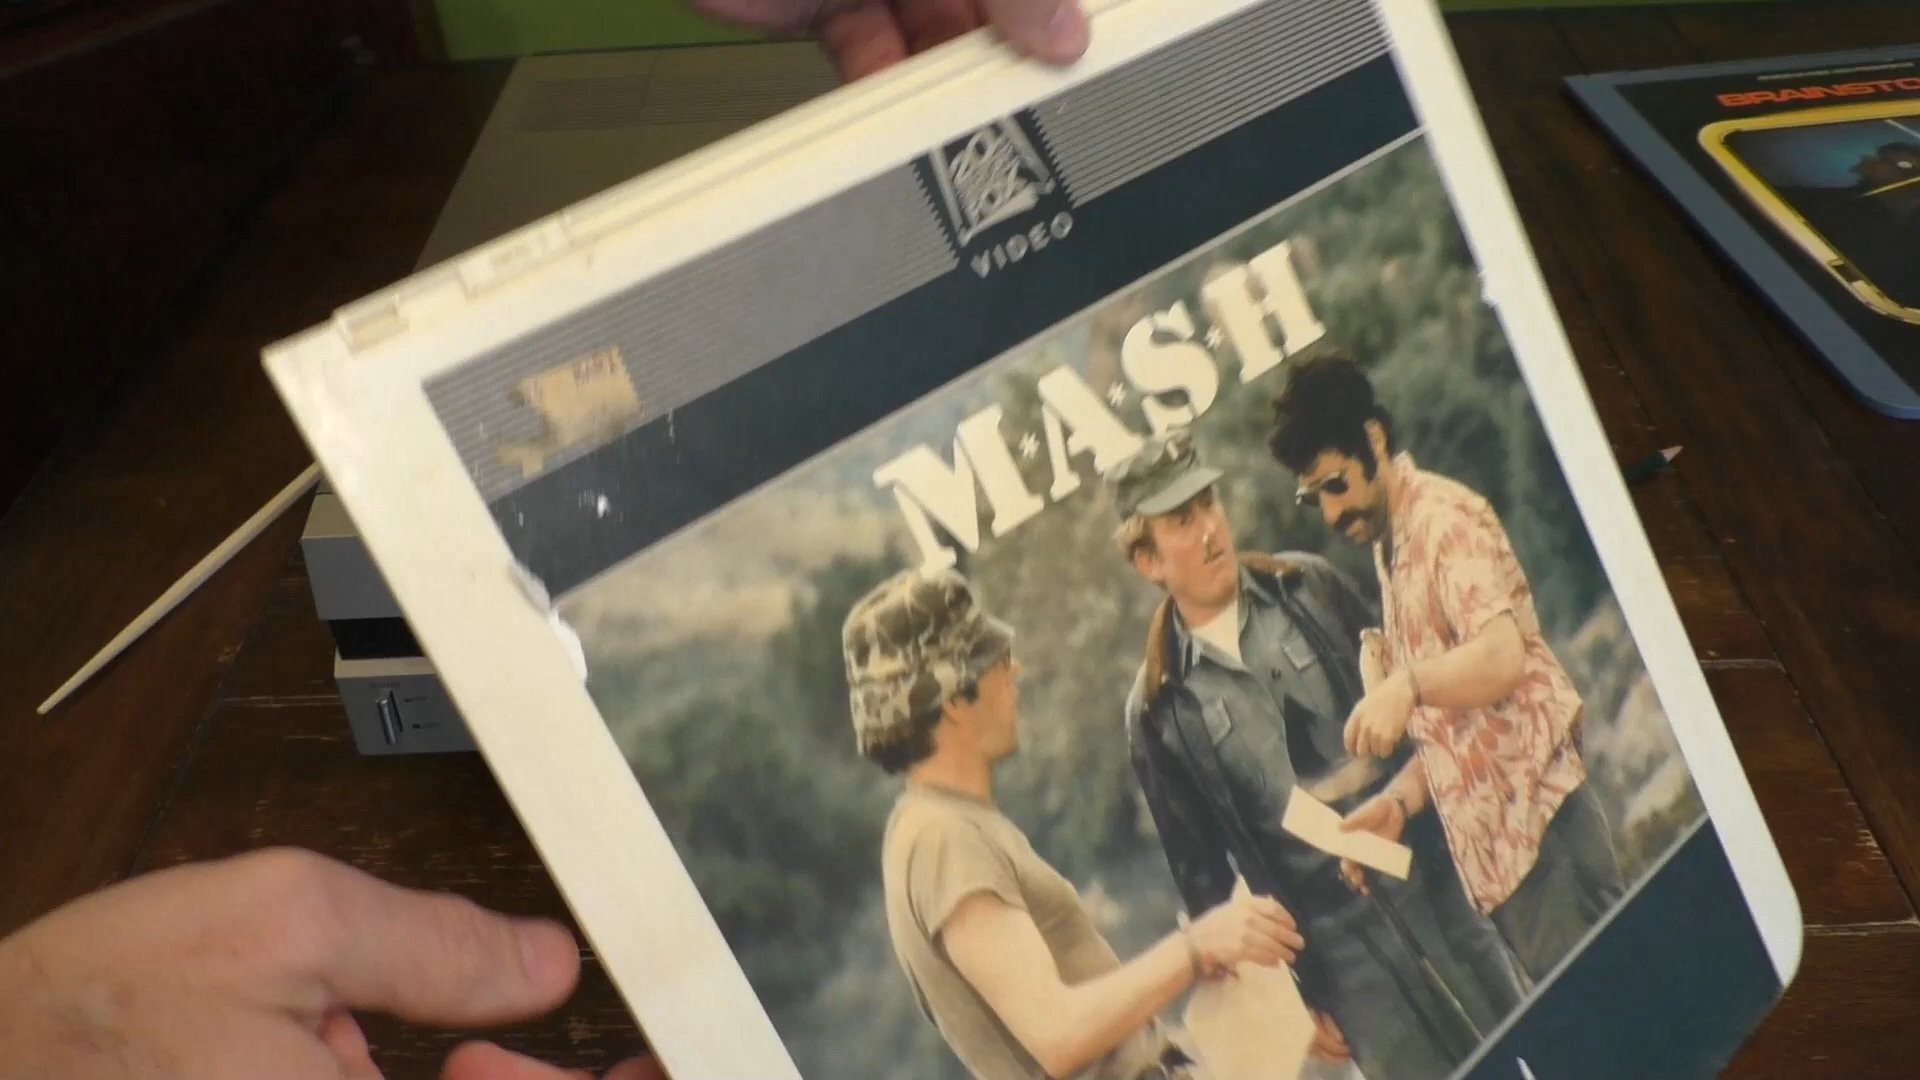 20th
CENTURY
FOX
VIDEO
M*A*S*H
BRAINSTO